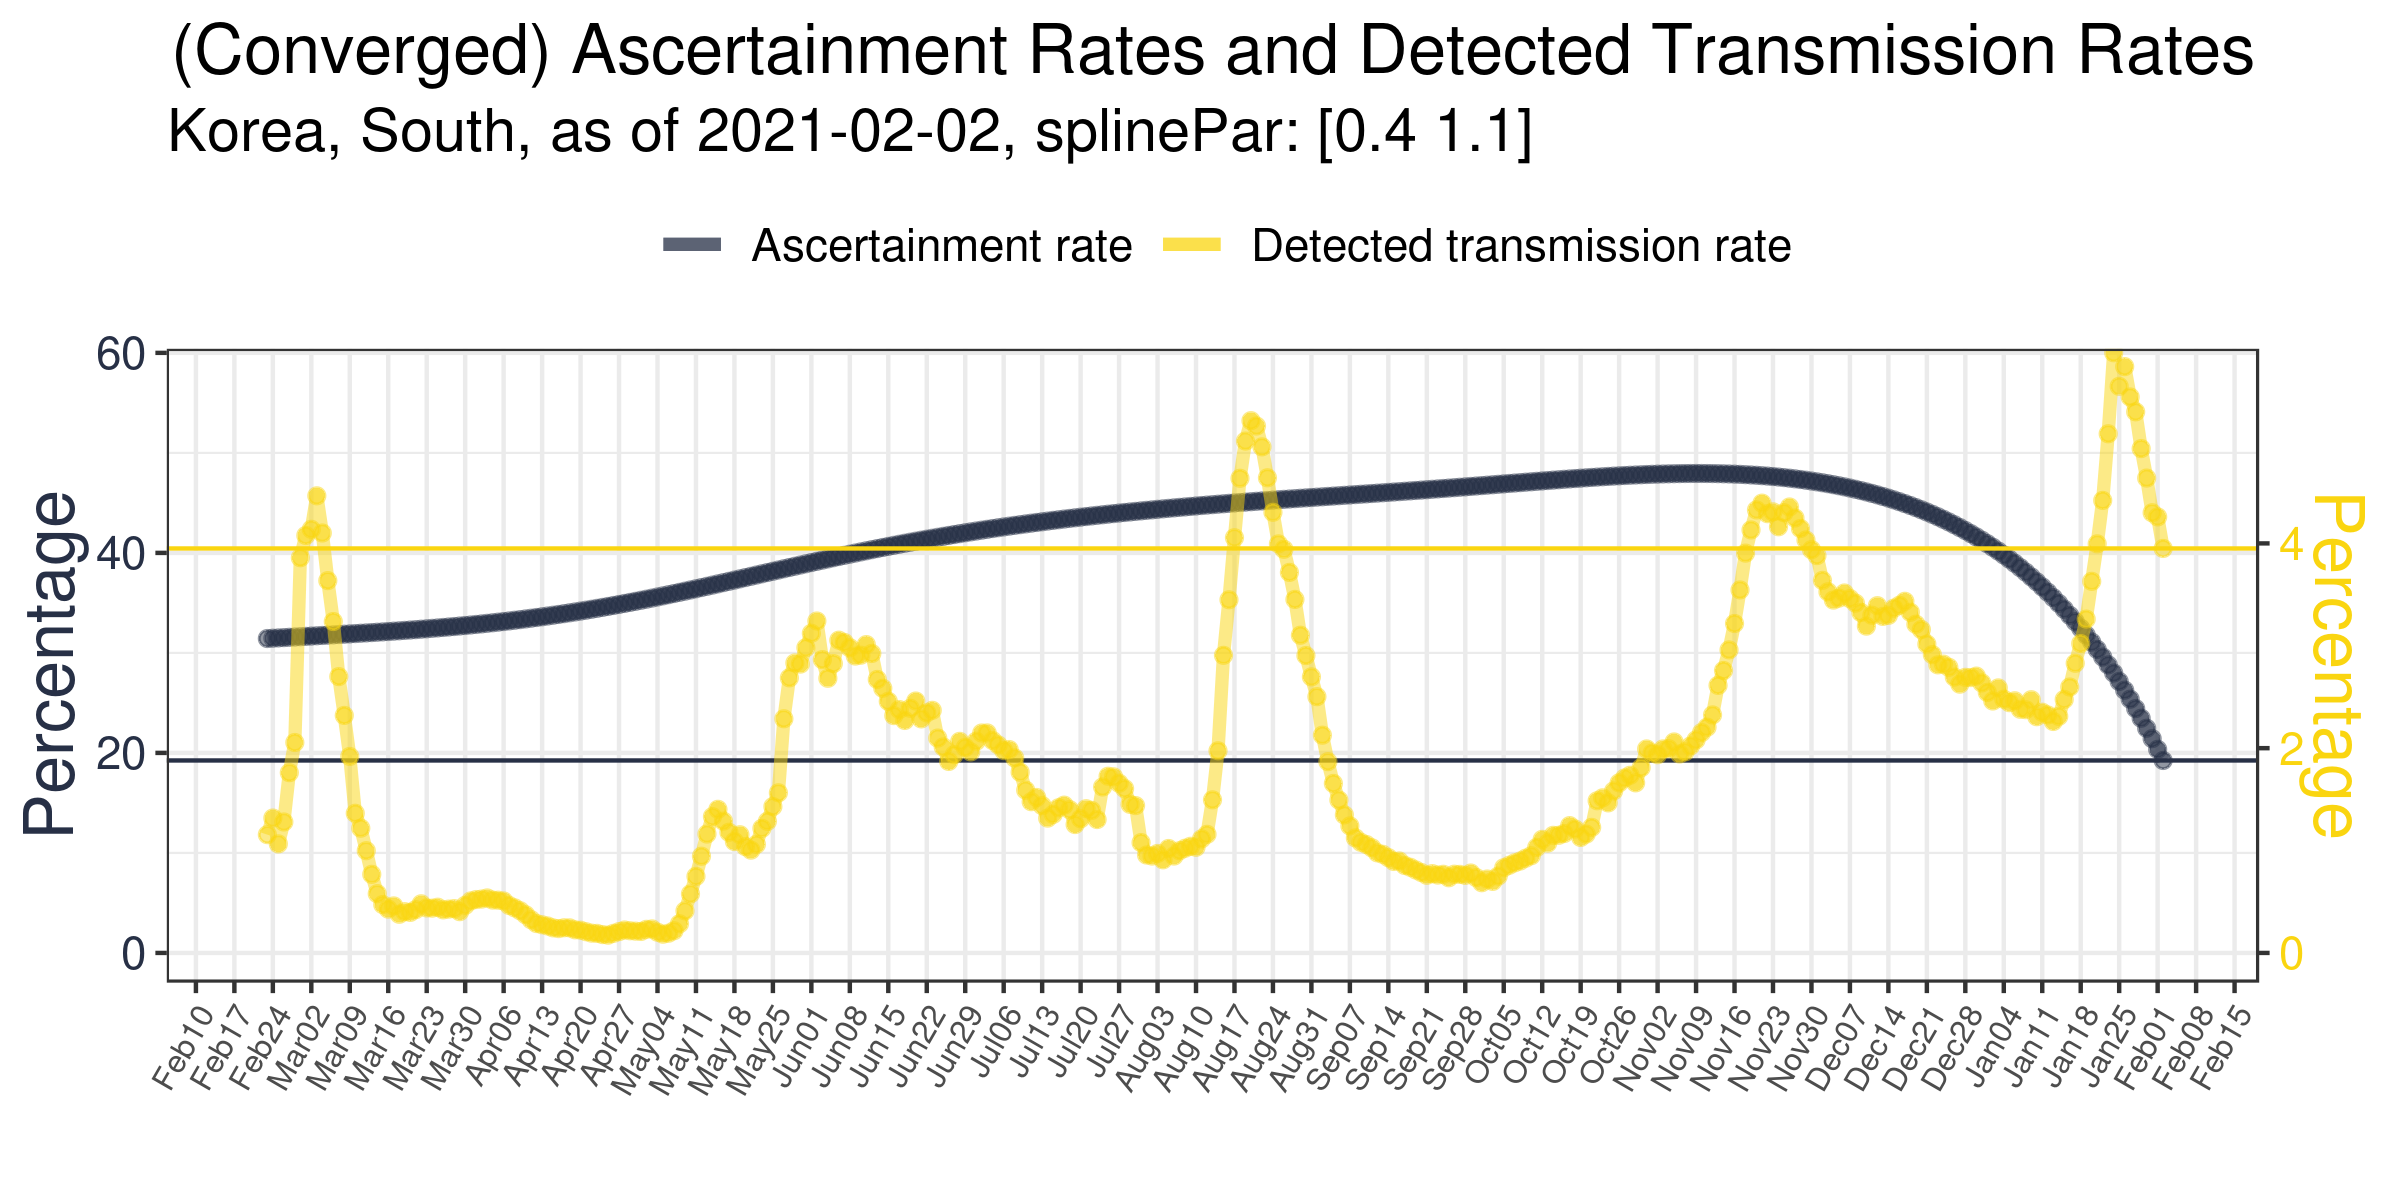 (Converged) Ascertainment Rates and Detected Transmission Rates
Korea, South, as of 2021-02-02, splinePar: [0.4 1.1]
Ascertainment rate Detected transmission rate
Percentage
60
40
20
0
4
2
0
Percentage
Feb10 Feb17 Feb24 Mar02 Mar09 Mar16 Mar23 Mar30 Apr06 Apr13 Apr20 Apr27 May04 May11 May18 May25 Jun01 Jun08 Jun15 Jun22 Jun29 Jul06 Jul13 Jul20 Jul27 Aug03 Aug10 Aug17 Aug24 Aug31 Sep07 Sep14 Sep21 Sep28 Oct05 Oct12 Oct19 Oct26 Nov02 Nov09 Nov16 Nov23 Nov30 Dec07 Dec14 Dec21 Dec28 Jan04 Jan11 Jan18 Jan25 Feb01 Feb08 Feb15